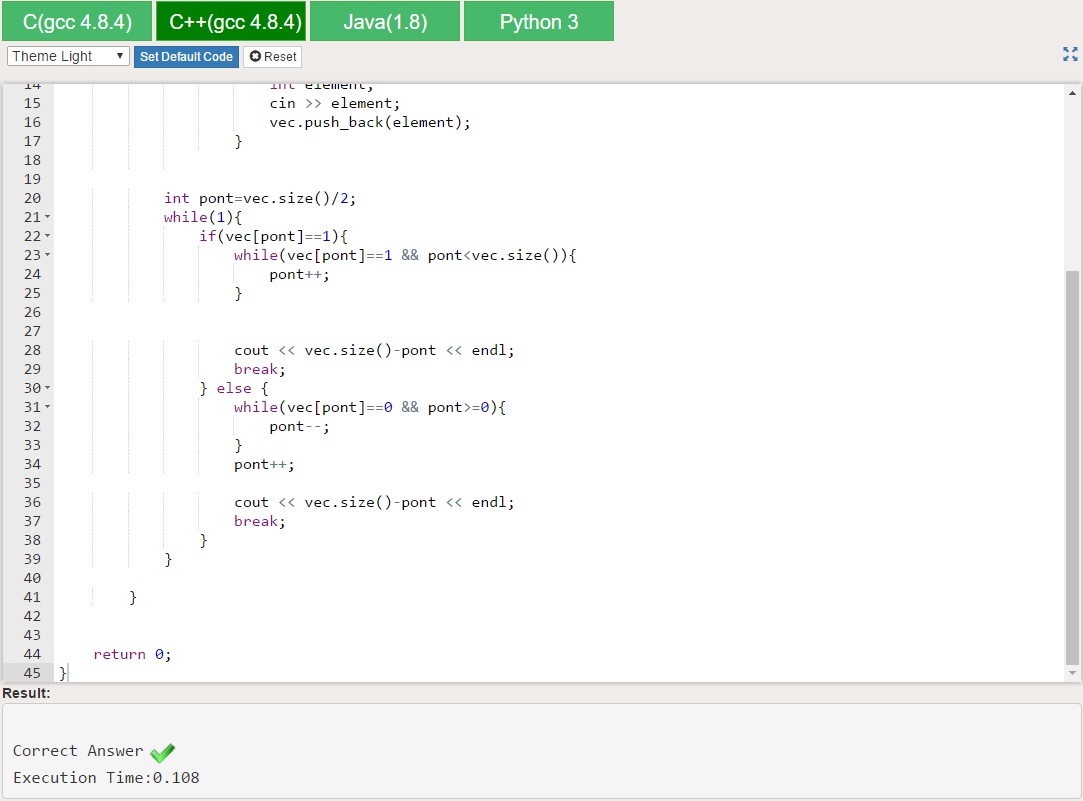 C(gcc 4.8.4) C++(gcc 4.8.4) Java(1.8) Python 3
Theme Light Set Default Code Reset
14 int element;
15 cin >> element;
16 vec.push_back(element);
17 }
18
19
20 int pont=vec.size()/2;
21 while(1){
22 if(vec[pont]==1){
23 while(vec[pont]==1 && pont<vec.size()){
24 pont++;
25 }
26
27
28 cout << vec.size()-pont << endl;
29 break;
30 } else {
31 while(vec[pont]==0 && pont>=0){
32 pont--;
33 }
34 pont++;
35
36 cout << vec.size()-pont << endl;
37 break;
38 }
39 }
40
41 }
42
43
44 return 0;
45 }
Result:
Correct Answer
Execution Time:0.108